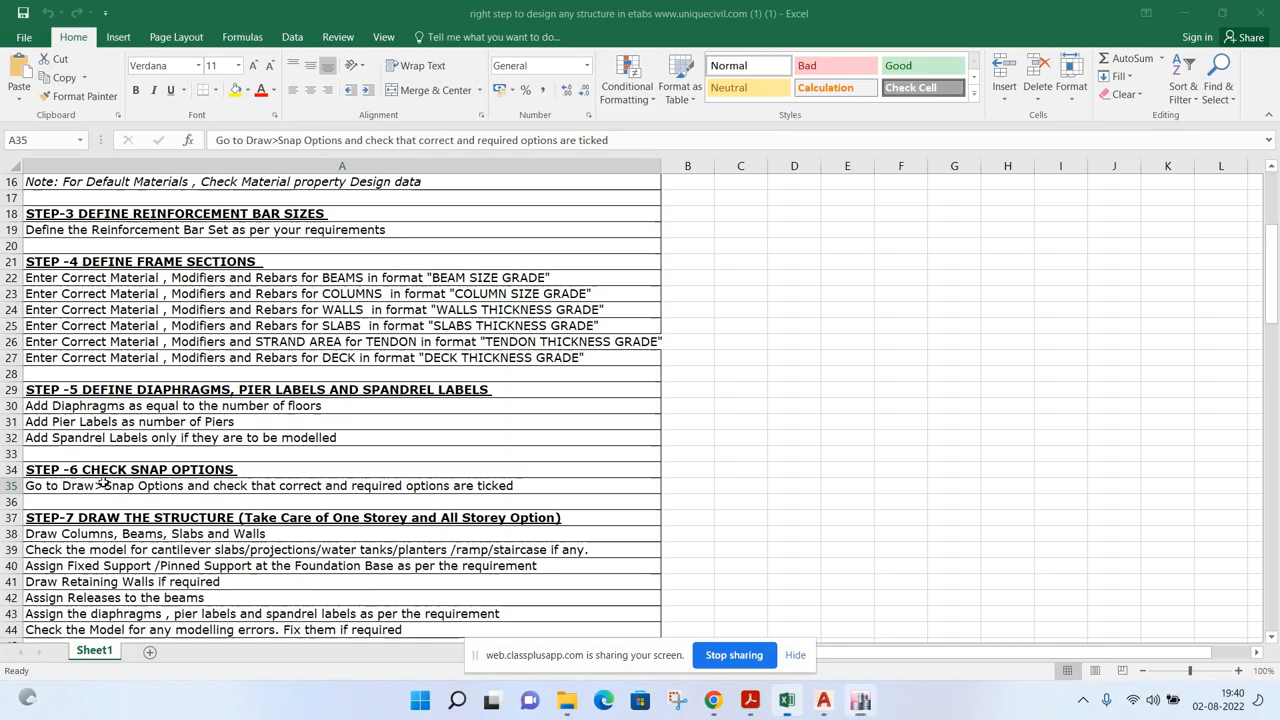 right step to design any structure in etabs www.uniquecivil.com (1) (1) - Excel
File Home Insert Page Layout Formulas Data Review View Tell me what you want to do... Sign in Share
Paste Cut Copy Format Painter Clipboard
Verdana 11 B I U A Font
Wrap Text Merge & Center Alignment
General % Number
Conditional Formatting Format as Table
Normal Bad Good
Neutral Calculation Check Cell
Styles
Insert Delete Format Cells
AutoSum Fill Clear Sort & Filter Find & Select Editing
A35 fx Go to Draw>Snap Options and check that correct and required options are ticked
A B C D E F G H I J K L
16 Note: For Default Materials , Check Material property Design data
17
18 STEP-3 DEFINE REINFORCEMENT BAR SIZES
19 Define the Reinforcement Bar Set as per your requirements
20
21 STEP -4 DEFINE FRAME SECTIONS
22 Enter Correct Material , Modifiers and Rebars for BEAMS in format "BEAM SIZE GRADE"
23 Enter Correct Material , Modifiers and Rebars for COLUMNS in format "COLUMN SIZE GRADE"
24 Enter Correct Material , Modifiers and Rebars for WALLS in format "WALLS THICKNESS GRADE"
25 Enter Correct Material , Modifiers and Rebars for SLABS in format "SLABS THICKNESS GRADE"
26 Enter Correct Material , Modifiers and STRAND AREA for TENDON in format "TENDON THICKNESS GRADE"
27 Enter Correct Material , Modifiers and Rebars for DECK in format "DECK THICKNESS GRADE"
28
29 STEP -5 DEFINE DIAPHRAGMS, PIER LABELS AND SPANDREL LABELS
30 Add Diaphragms as equal to the number of floors
31 Add Pier Labels as number of Piers
32 Add Spandrel Labels only if they are to be modelled
33
34 STEP -6 CHECK SNAP OPTIONS
35 Go to Draw>Snap Options and check that correct and required options are ticked
36
37 STEP-7 DRAW THE STRUCTURE (Take Care of One Storey and All Storey Option)
38 Draw Columns, Beams, Slabs and Walls
39 Check the model for cantilever slabs/projections/water tanks/planters /ramp/staircase if any.
40 Assign Fixed Support /Pinned Support at the Foundation Base as per the requirement
41 Draw Retaining Walls if required
42 Assign Releases to the beams
43 Assign the diaphragms , pier labels and spandrel labels as per the requirement
44 Check the Model for any modelling errors. Fix them if required
Sheet1
web.classplusapp.com is sharing your screen. Stop sharing Hide
Ready 100%
19:40
02-08-2022